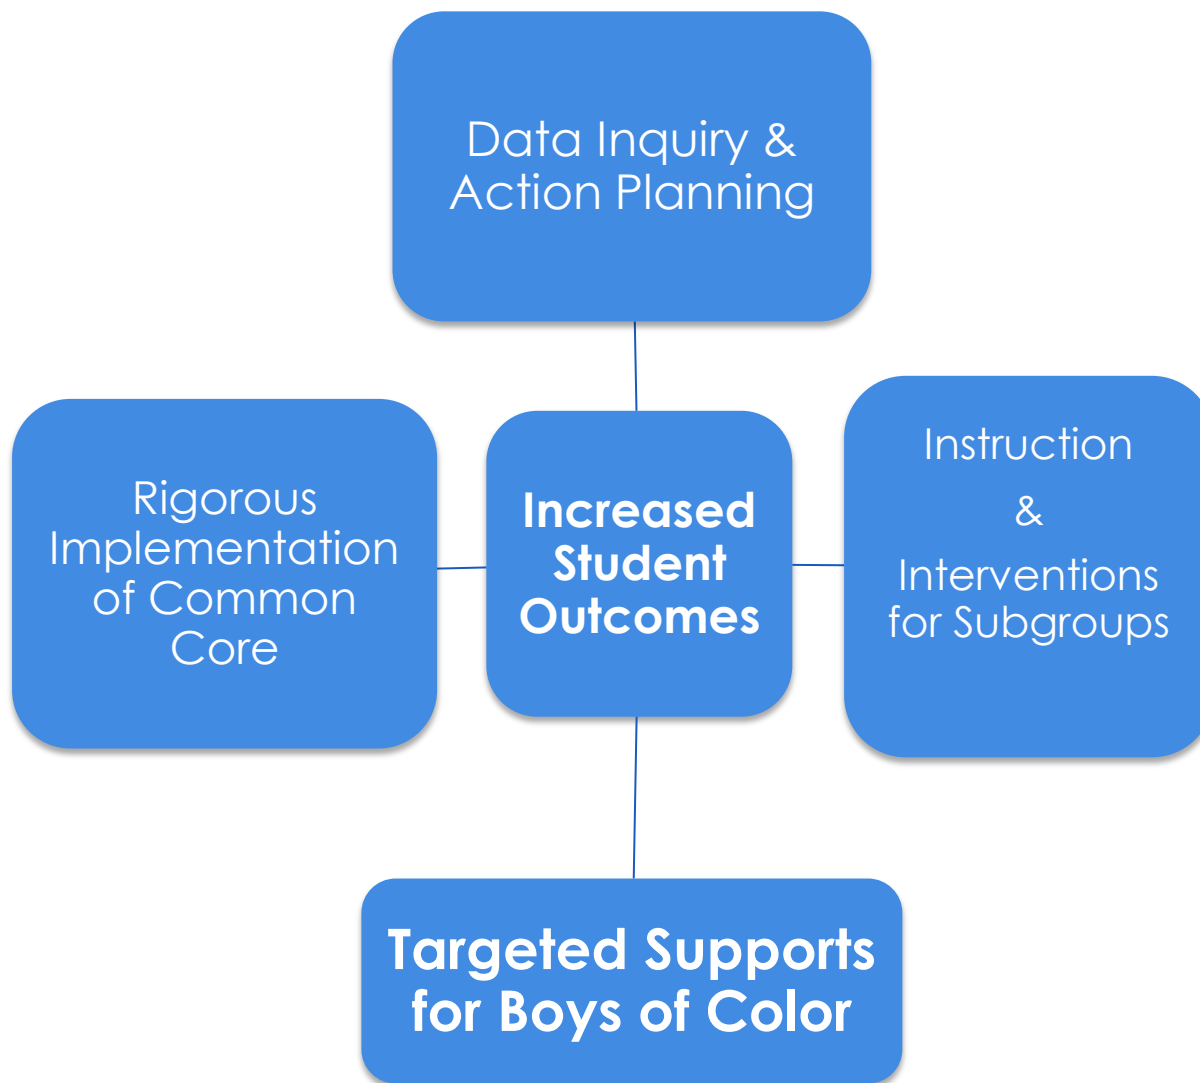 Data Inquiry &
Action Planning
Rigorous
Implementation
of Common
Core
Increased
Student
Outcomes
Instruction
&
Interventions
for Subgroups
Targeted Supports
for Boys of Color